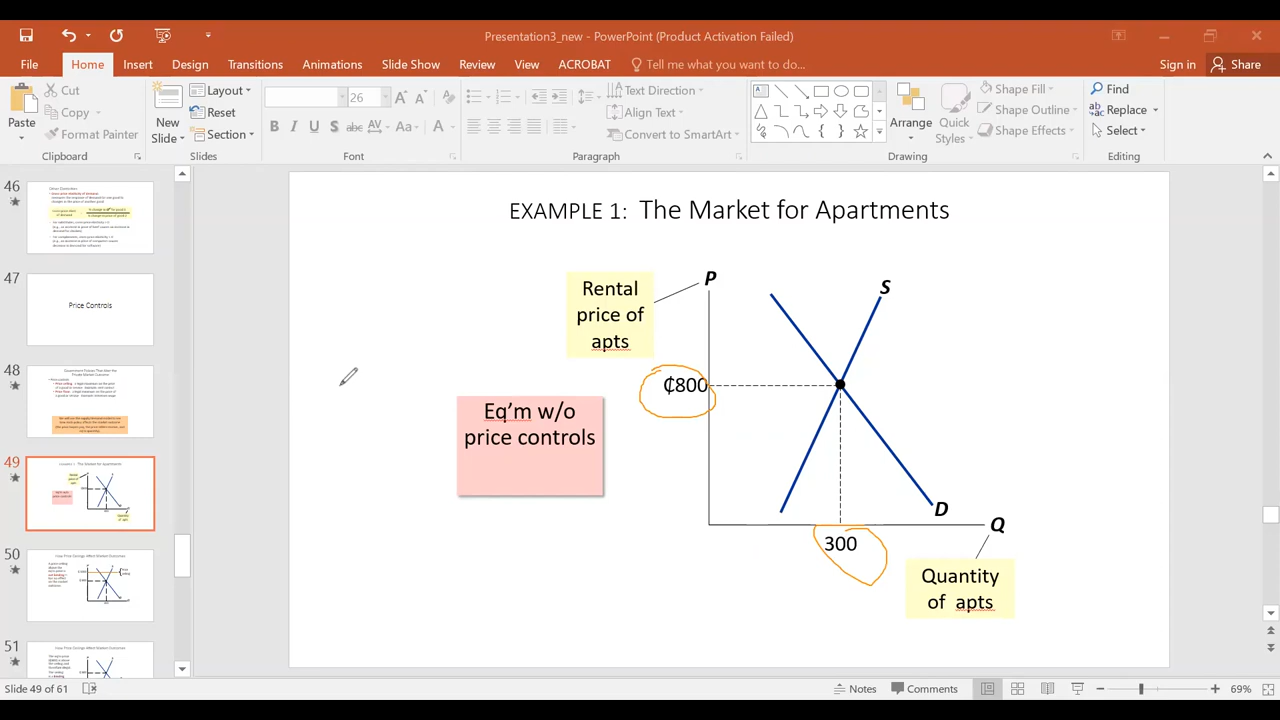 Presentation3_new - PowerPoint (Product Activation Failed)
File Home Insert Design Transitions Animations Slide Show Review View ACROBAT Tell me what you want to do... Sign in Share
Paste
Cut
Copy
Format Painter
Clipboard
New
Slide
Layout
Reset
Section
Slides
26
B I U S abc AV Aa A
Font
Text Direction
Align Text
Convert to SmartArt
Paragraph
Arrange
Quick
Styles
Shape Fill
Shape Outline
Shape Effects
Drawing
Find
Replace
Select
Editing
46
47
Price Controls
48
49
50
51
EXAMPLE 1: The Market for Apartments
Rental
price of
apts
P
S
₵800
Eq’m w/o
price controls
D
Q
300
Quantity
of apts
Slide 49 of 61
Notes
Comments
69%